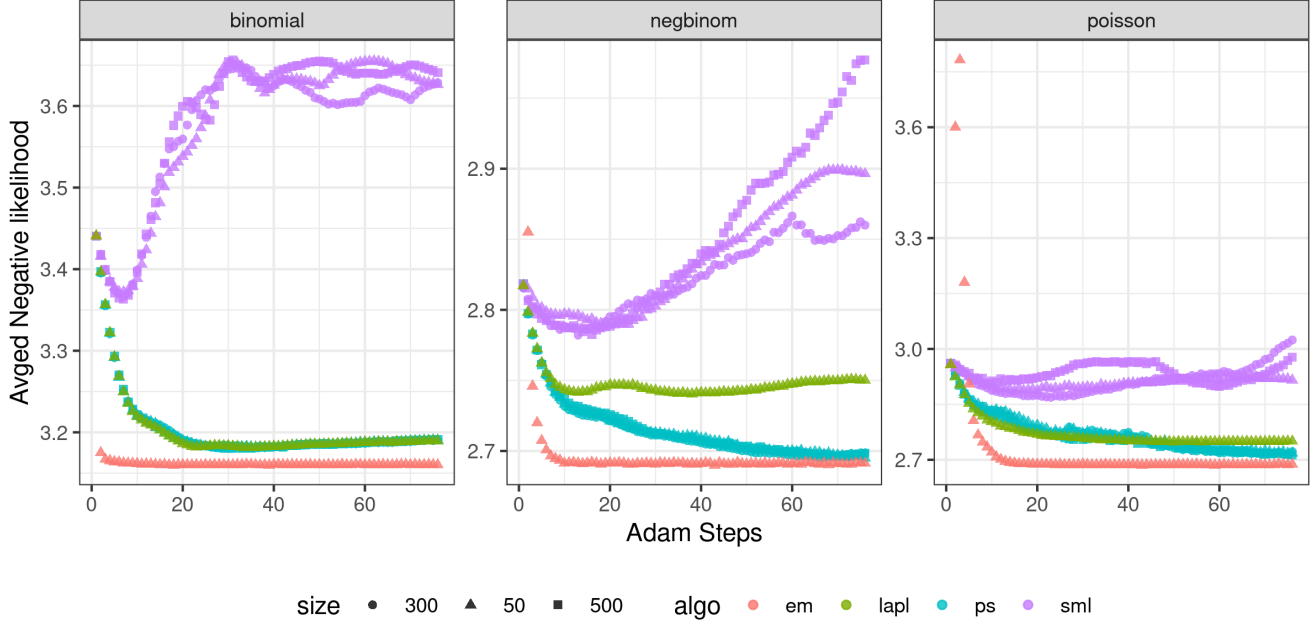 binomial negbinom poisson
Avged Negative likelihood
3.6
3.5
3.4
3.3
3.2
0 20 40 60
2.9
2.8
2.7
0 20 40 60
3.6
3.3
3.0
2.7
0 20 40 60
Adam Steps
size 300 50 500 algo em lapl ps sml